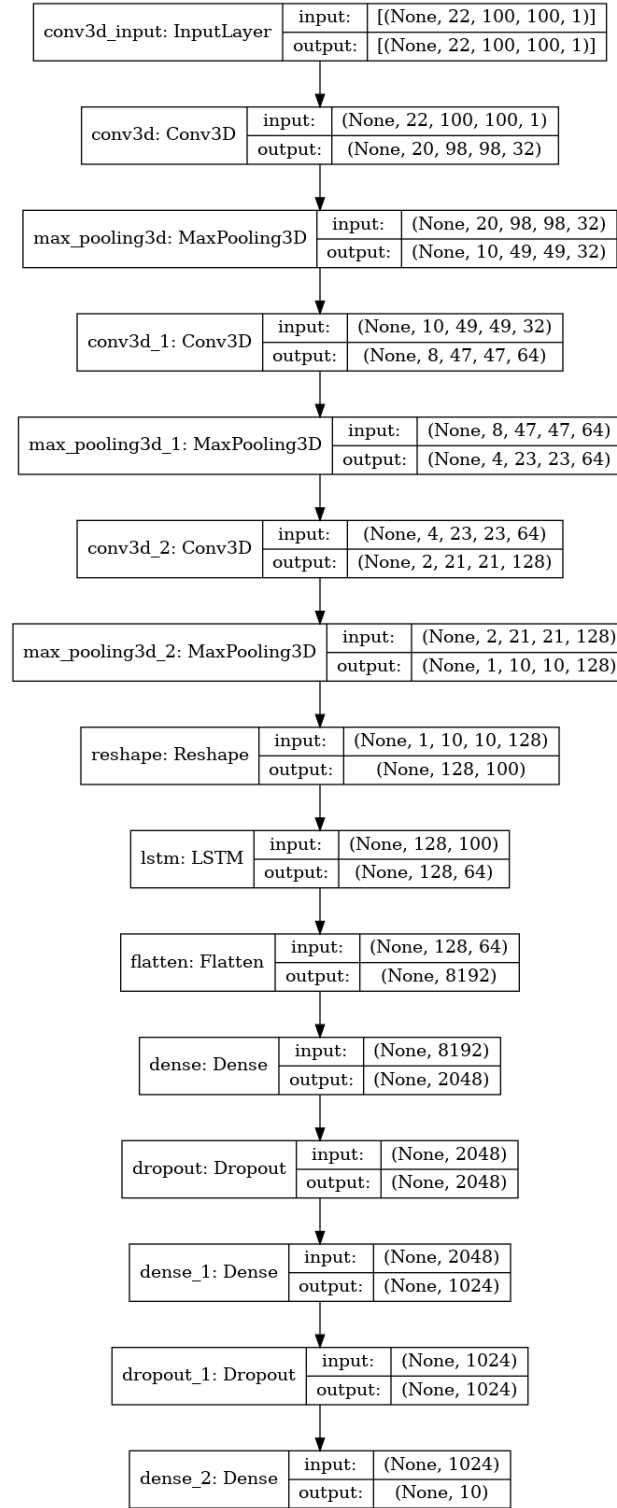 conv3d_input: InputLayer
input: [(None, 22, 100, 100, 1)]
output: [(None, 22, 100, 100, 1)]
conv3d: Conv3D
input: (None, 22, 100, 100, 1)
output: (None, 20, 98, 98, 32)
max_pooling3d: MaxPooling3D
input: (None, 20, 98, 98, 32)
output: (None, 10, 49, 49, 32)
conv3d_1: Conv3D
input: (None, 10, 49, 49, 32)
output: (None, 8, 47, 47, 64)
max_pooling3d_1: MaxPooling3D
input: (None, 8, 47, 47, 64)
output: (None, 4, 23, 23, 64)
conv3d_2: Conv3D
input: (None, 4, 23, 23, 64)
output: (None, 2, 21, 21, 128)
max_pooling3d_2: MaxPooling3D
input: (None, 2, 21, 21, 128)
output: (None, 1, 10, 10, 128)
reshape: Reshape
input: (None, 1, 10, 10, 128)
output: (None, 128, 100)
lstm: LSTM
input: (None, 128, 100)
output: (None, 128, 64)
flatten: Flatten
input: (None, 128, 64)
output: (None, 8192)
dense: Dense
input: (None, 8192)
output: (None, 2048)
dropout: Dropout
input: (None, 2048)
output: (None, 2048)
dense_1: Dense
input: (None, 2048)
output: (None, 1024)
dropout_1: Dropout
input: (None, 1024)
output: (None, 1024)
dense_2: Dense
input: (None, 1024)
output: (None, 10)